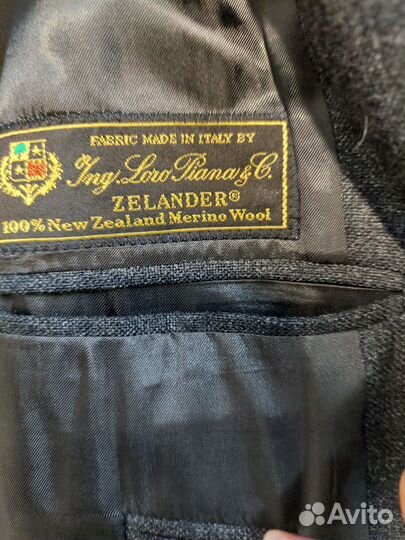 FABRIC MADE IN ITALY BY
Ing. Loro Piana & C.
ZELANDER®
100% New Zealand Merino Wool
Avito